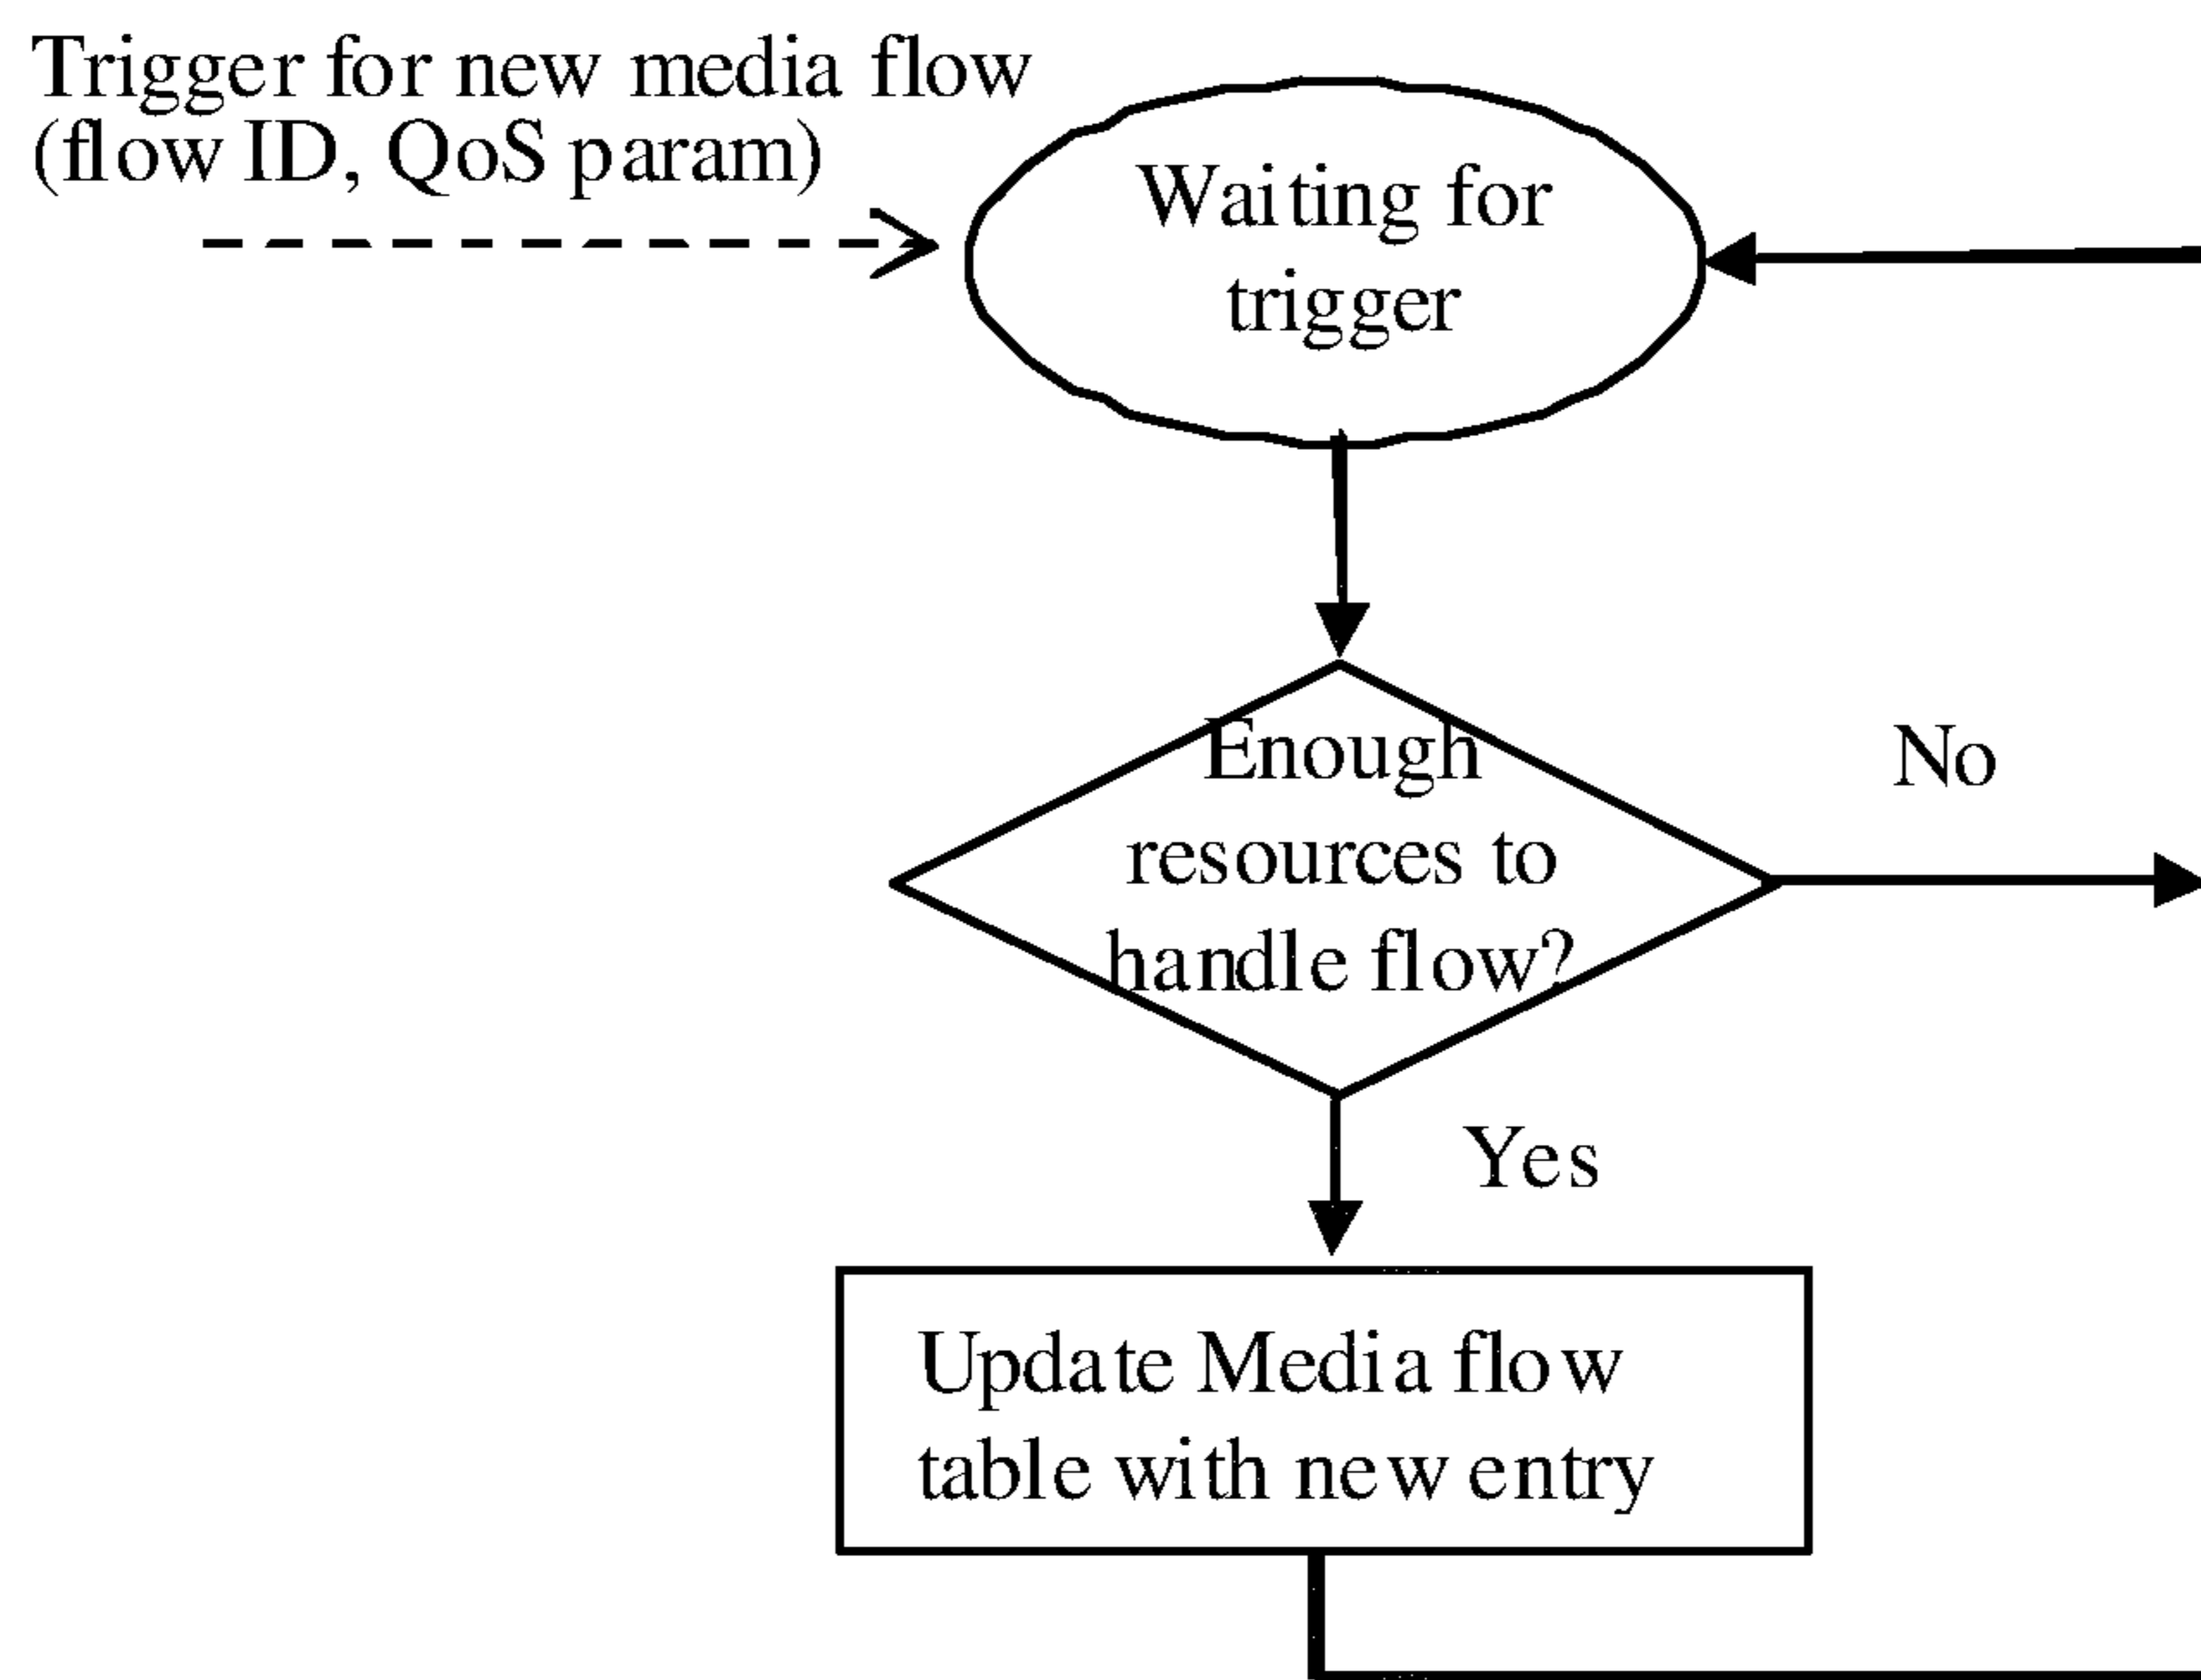 Trigger for new media flow
(flow ID, QoS param)
Waiting for
trigger
Enough
resources to
handle flow?
No
Yes
Update Media flow
table with new entry